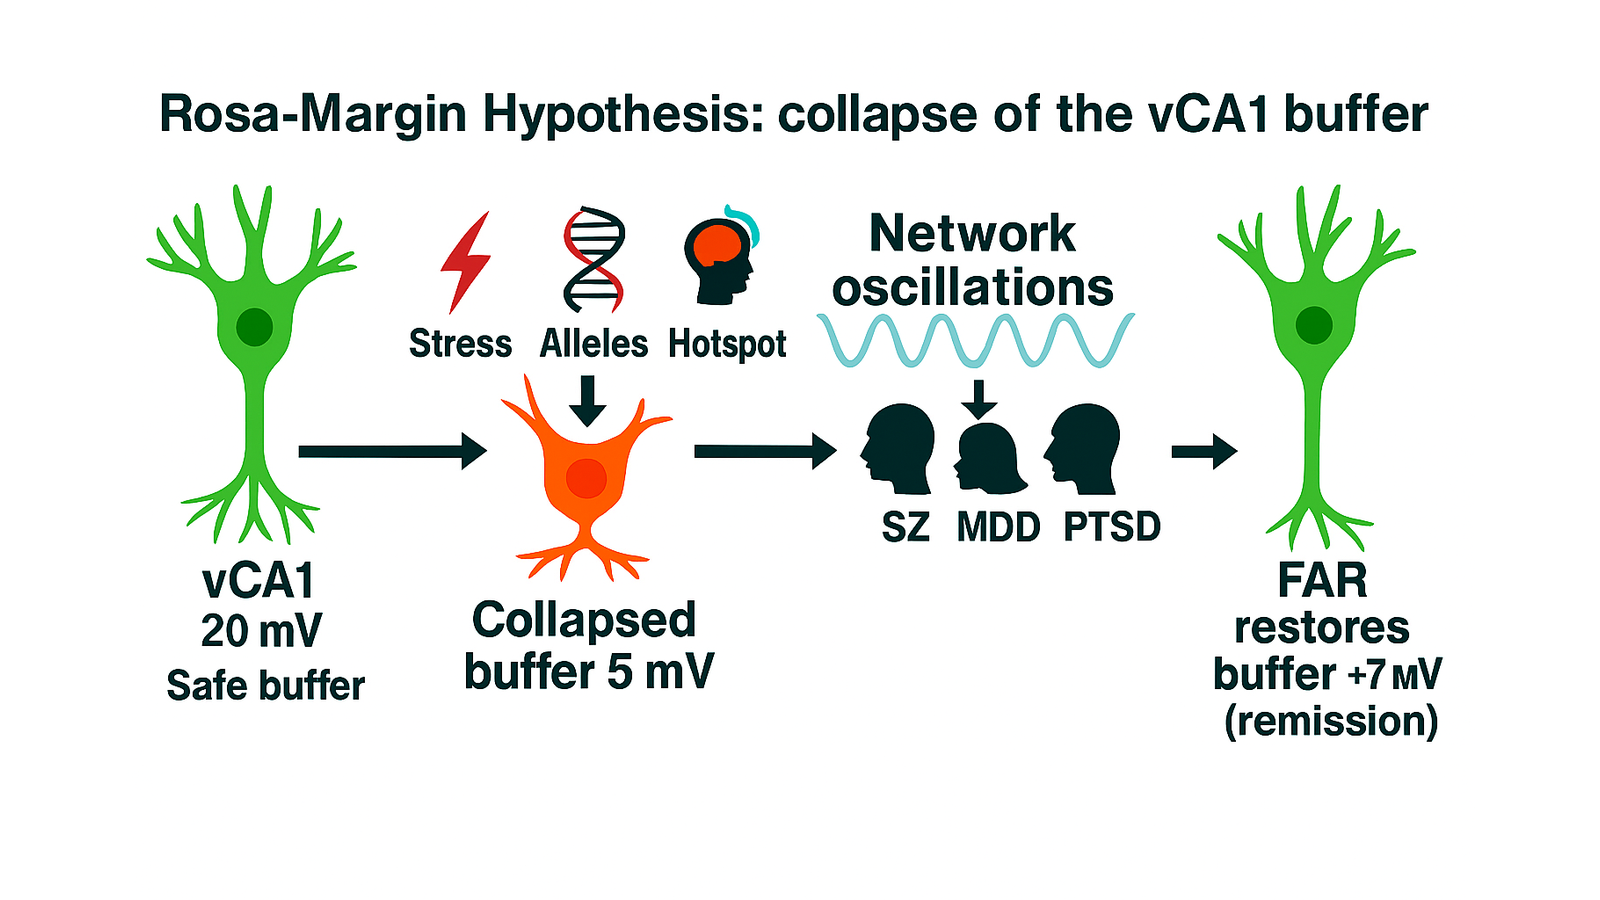 Rosa-Margin Hypothesis: collapse of the vCA1 buffer
vCA1
20 mV
Safe buffer
Stress
Alleles
Hotspot
Collapsed
buffer 5 mV
Network
oscillations
SZ
MDD
PTSD
FAR
restores
buffer +7 мV
(remission)